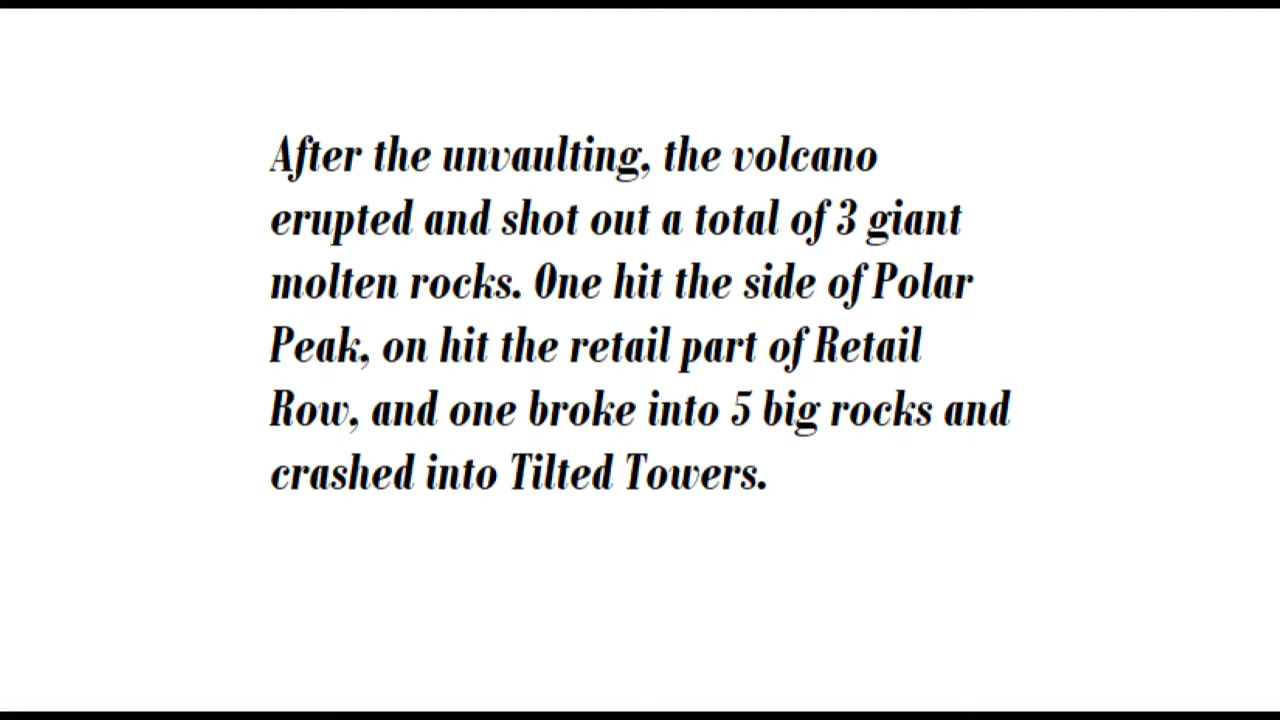 After the unvaulting, the volcano
erupted and shot out a total of 3 giant
molten rocks. One hit the side of Polar
Peak, on hit the retail part of Retail
Row, and one broke into 5 big rocks and
crashed into Tilted Towers.